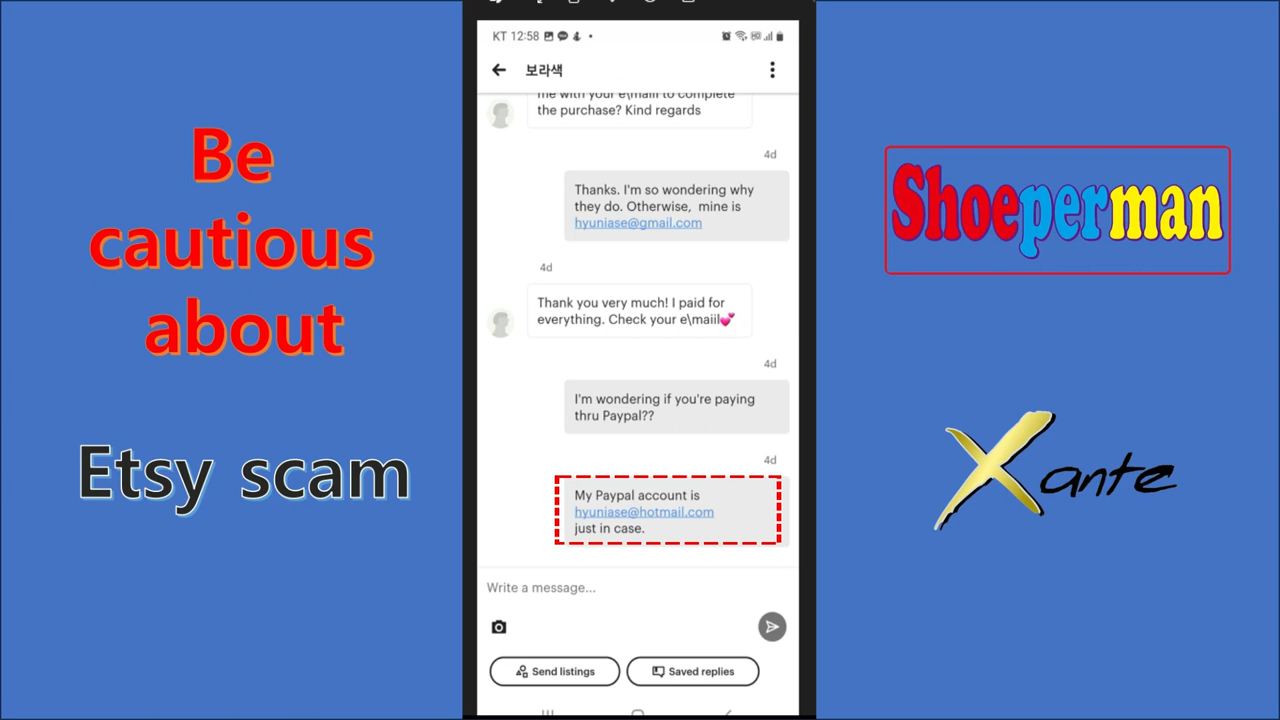 Be
cautious
about
Etsy scam
KT 12:58
보라색
me with your e\maiil to complete
the purchase? Kind regards
4d
Thanks. I'm so wondering why
they do. Otherwise, mine is
hyuniase@gmail.com
4d
Thank you very much! I paid for
everything. Check your e\maiil💕
4d
I'm wondering if you're paying
thru Paypal??
4d
My Paypal account is
hyuniase@hotmail.com
just in case.
Write a message...
Send listings
Saved replies
Shoeperman
Xante